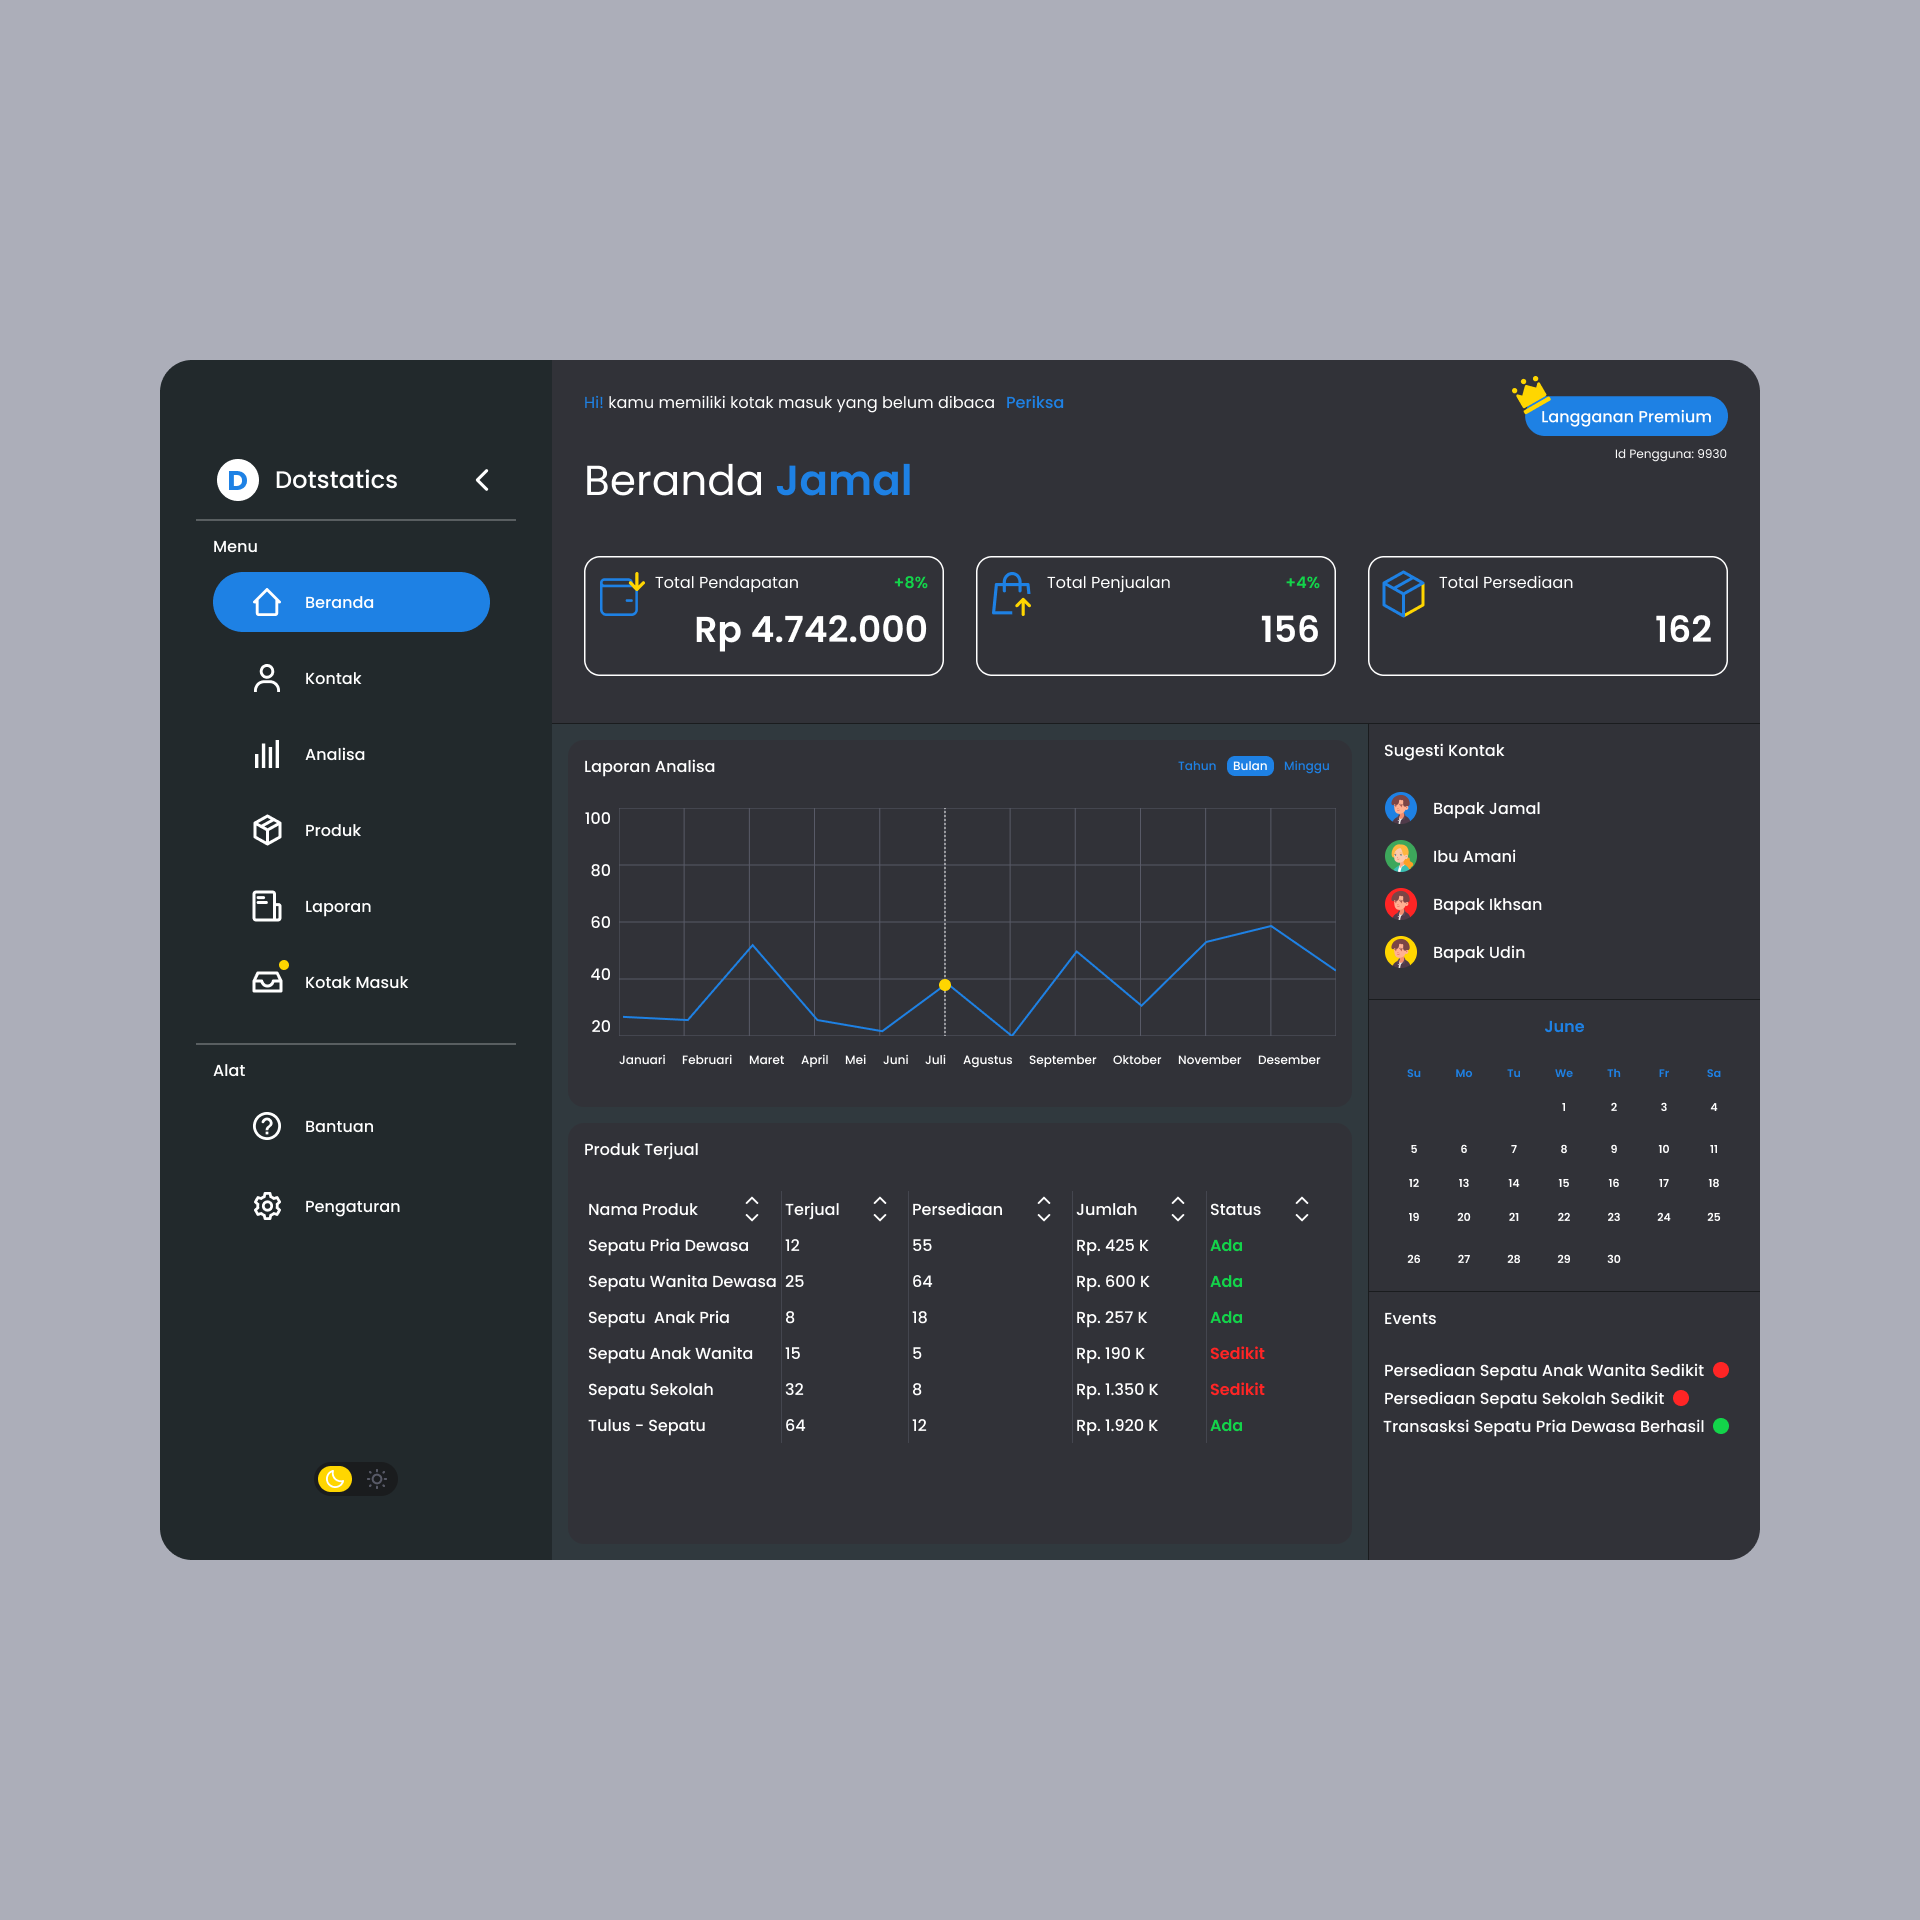 D Dotstatics
Menu
Beranda
Kontak
Analisa
Produk
Laporan
Kotak Masuk
Alat
Bantuan
Pengaturan
Hi! kamu memiliki kotak masuk yang belum dibaca Periksa
Langganan Premium
Id Pengguna: 9930
Beranda Jamal
Total Pendapatan +8%
Rp 4.742.000
Total Penjualan +4%
156
Total Persediaan
162
Laporan Analisa Tahun Bulan Minggu
100
80
60
40
20
Januari Februari Maret April Mei Juni Juli Agustus September Oktober November Desember
Produk Terjual
Nama Produk Terjual Persediaan Jumlah Status
Sepatu Pria Dewasa 12 55 Rp. 425 K Ada
Sepatu Wanita Dewasa 25 64 Rp. 600 K Ada
Sepatu  Anak Pria 8 18 Rp. 257 K Ada
Sepatu Anak Wanita 15 5 Rp. 190 K Sedikit
Sepatu Sekolah 32 8 Rp. 1.350 K Sedikit
Tulus - Sepatu 64 12 Rp. 1.920 K Ada
Sugesti Kontak
Bapak Jamal
Ibu Amani
Bapak Ikhsan
Bapak Udin
June
Su Mo Tu We Th Fr Sa
1 2 3 4
5 6 7 8 9 10 11
12 13 14 15 16 17 18
19 20 21 22 23 24 25
26 27 28 29 30
Events
Persediaan Sepatu Anak Wanita Sedikit
Persediaan Sepatu Sekolah Sedikit
Transasksi Sepatu Pria Dewasa Berhasil